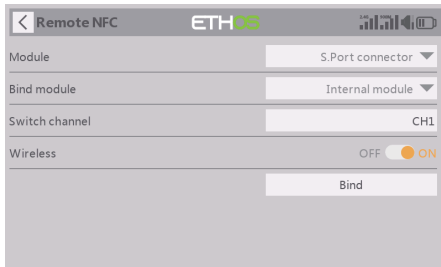 Remote NFC ETHOS
Module S.Port connector
Bind module Internal module
Switch channel CH1
Wireless OFF ON
Bind